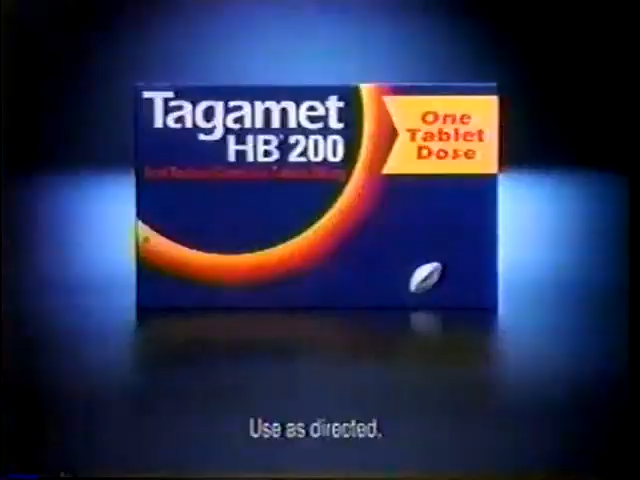 Tagamet
HB® 200
One
Tablet
Dose
Use as directed.